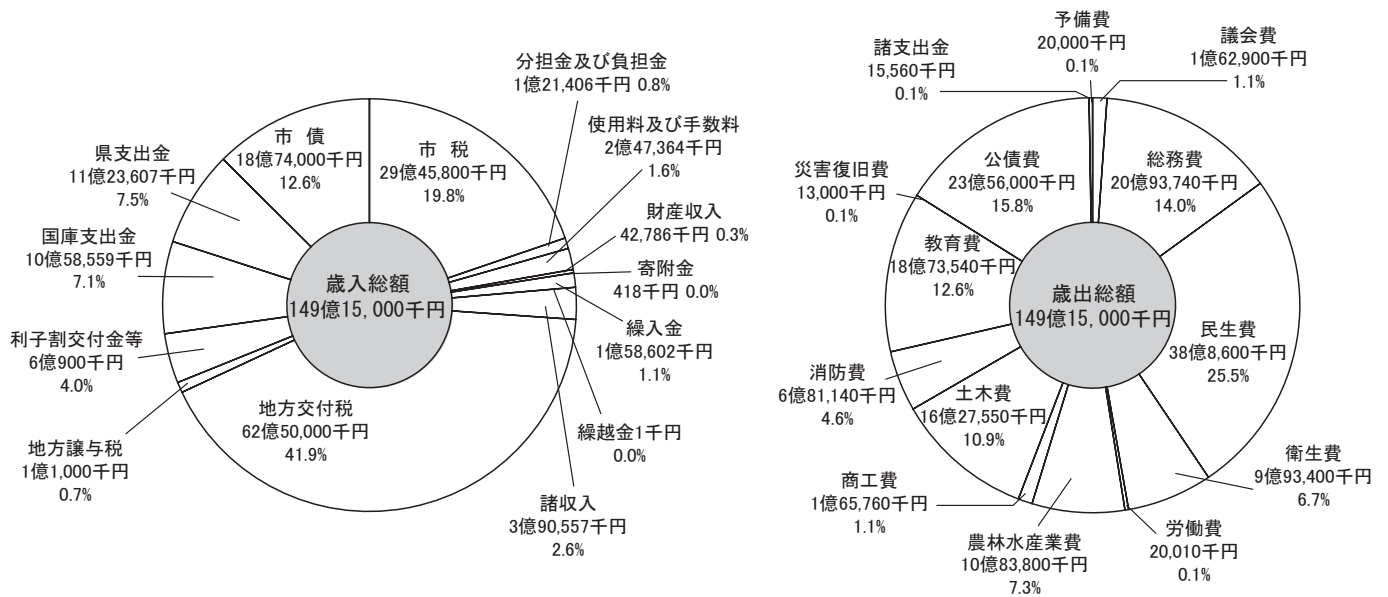 歳入総額
149億15,000千円
市　税
29億45,800千円
19.8%
分担金及び負担金
1億21,406千円 0.8%
使用料及び手数料
2億47,364千円
1.6%
財産収入
42,786千円 0.3%
寄附金
418千円 0.0%
繰入金
1億58,602千円
1.1%
繰越金1千円
0.0%
諸収入
3億90,557千円
2.6%
地方交付税
62億50,000千円
41.9%
地方譲与税
1億1,000千円
0.7%
利子割交付金等
6億900千円
4.0%
国庫支出金
10億58,559千円
7.1%
県支出金
11億23,607千円
7.5%
市　債
18億74,000千円
12.6%
歳出総額
149億15,000千円
議会費
1億62,900千円
1.1%
総務費
20億93,740千円
14.0%
民生費
38億8,600千円
25.5%
衛生費
9億93,400千円
6.7%
労働費
20,010千円
0.1%
農林水産業費
10億83,800千円
7.3%
商工費
1億65,760千円
1.1%
土木費
16億27,550千円
10.9%
消防費
6億81,140千円
4.6%
教育費
18億73,540千円
12.6%
災害復旧費
13,000千円
0.1%
公債費
23億56,000千円
15.8%
諸支出金
15,560千円
0.1%
予備費
20,000千円
0.1%